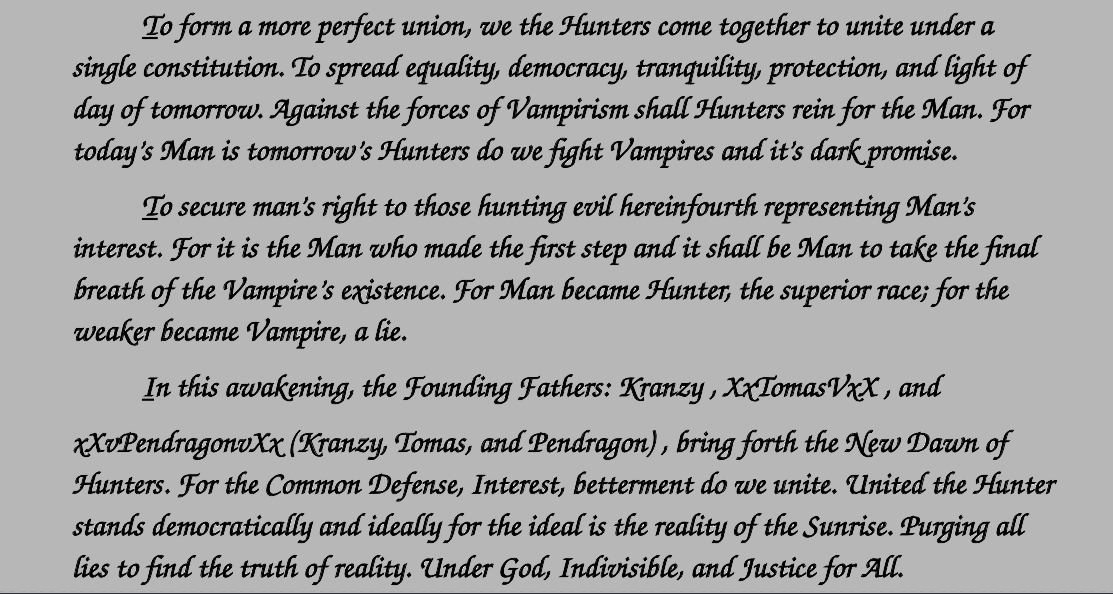 To form a more perfect union, we the Hunters come together to unite under a
single constitution. To spread equality, democracy, tranquility, protection, and light of
day of tomorrow. Against the forces of Vampirism shall Hunters rein for the Man. For
today's Man is tomorrow's Hunters do we fight Vampires and it's dark promise.
To secure man's right to those hunting evil hereinfourth representing Man's
interest. For it is the Man who made the first step and it shall be Man to take the final
breath of the Vampire's existence. For Man became Hunter, the superior race; for the
weaker became Vampire, a lie.
In this awakening, the Founding Fathers: Kranzy , XxTomasVxX , and
xXvPendragonvXx (Kranzy, Tomas, and Pendragon) , bring forth the New Dawn of
Hunters. For the Common Defense, Interest, betterment do we unite. United the Hunter
stands democratically and ideally for the ideal is the reality of the Sunrise. Purging all
lies to find the truth of reality. Under God, Indivisible, and Justice for All.